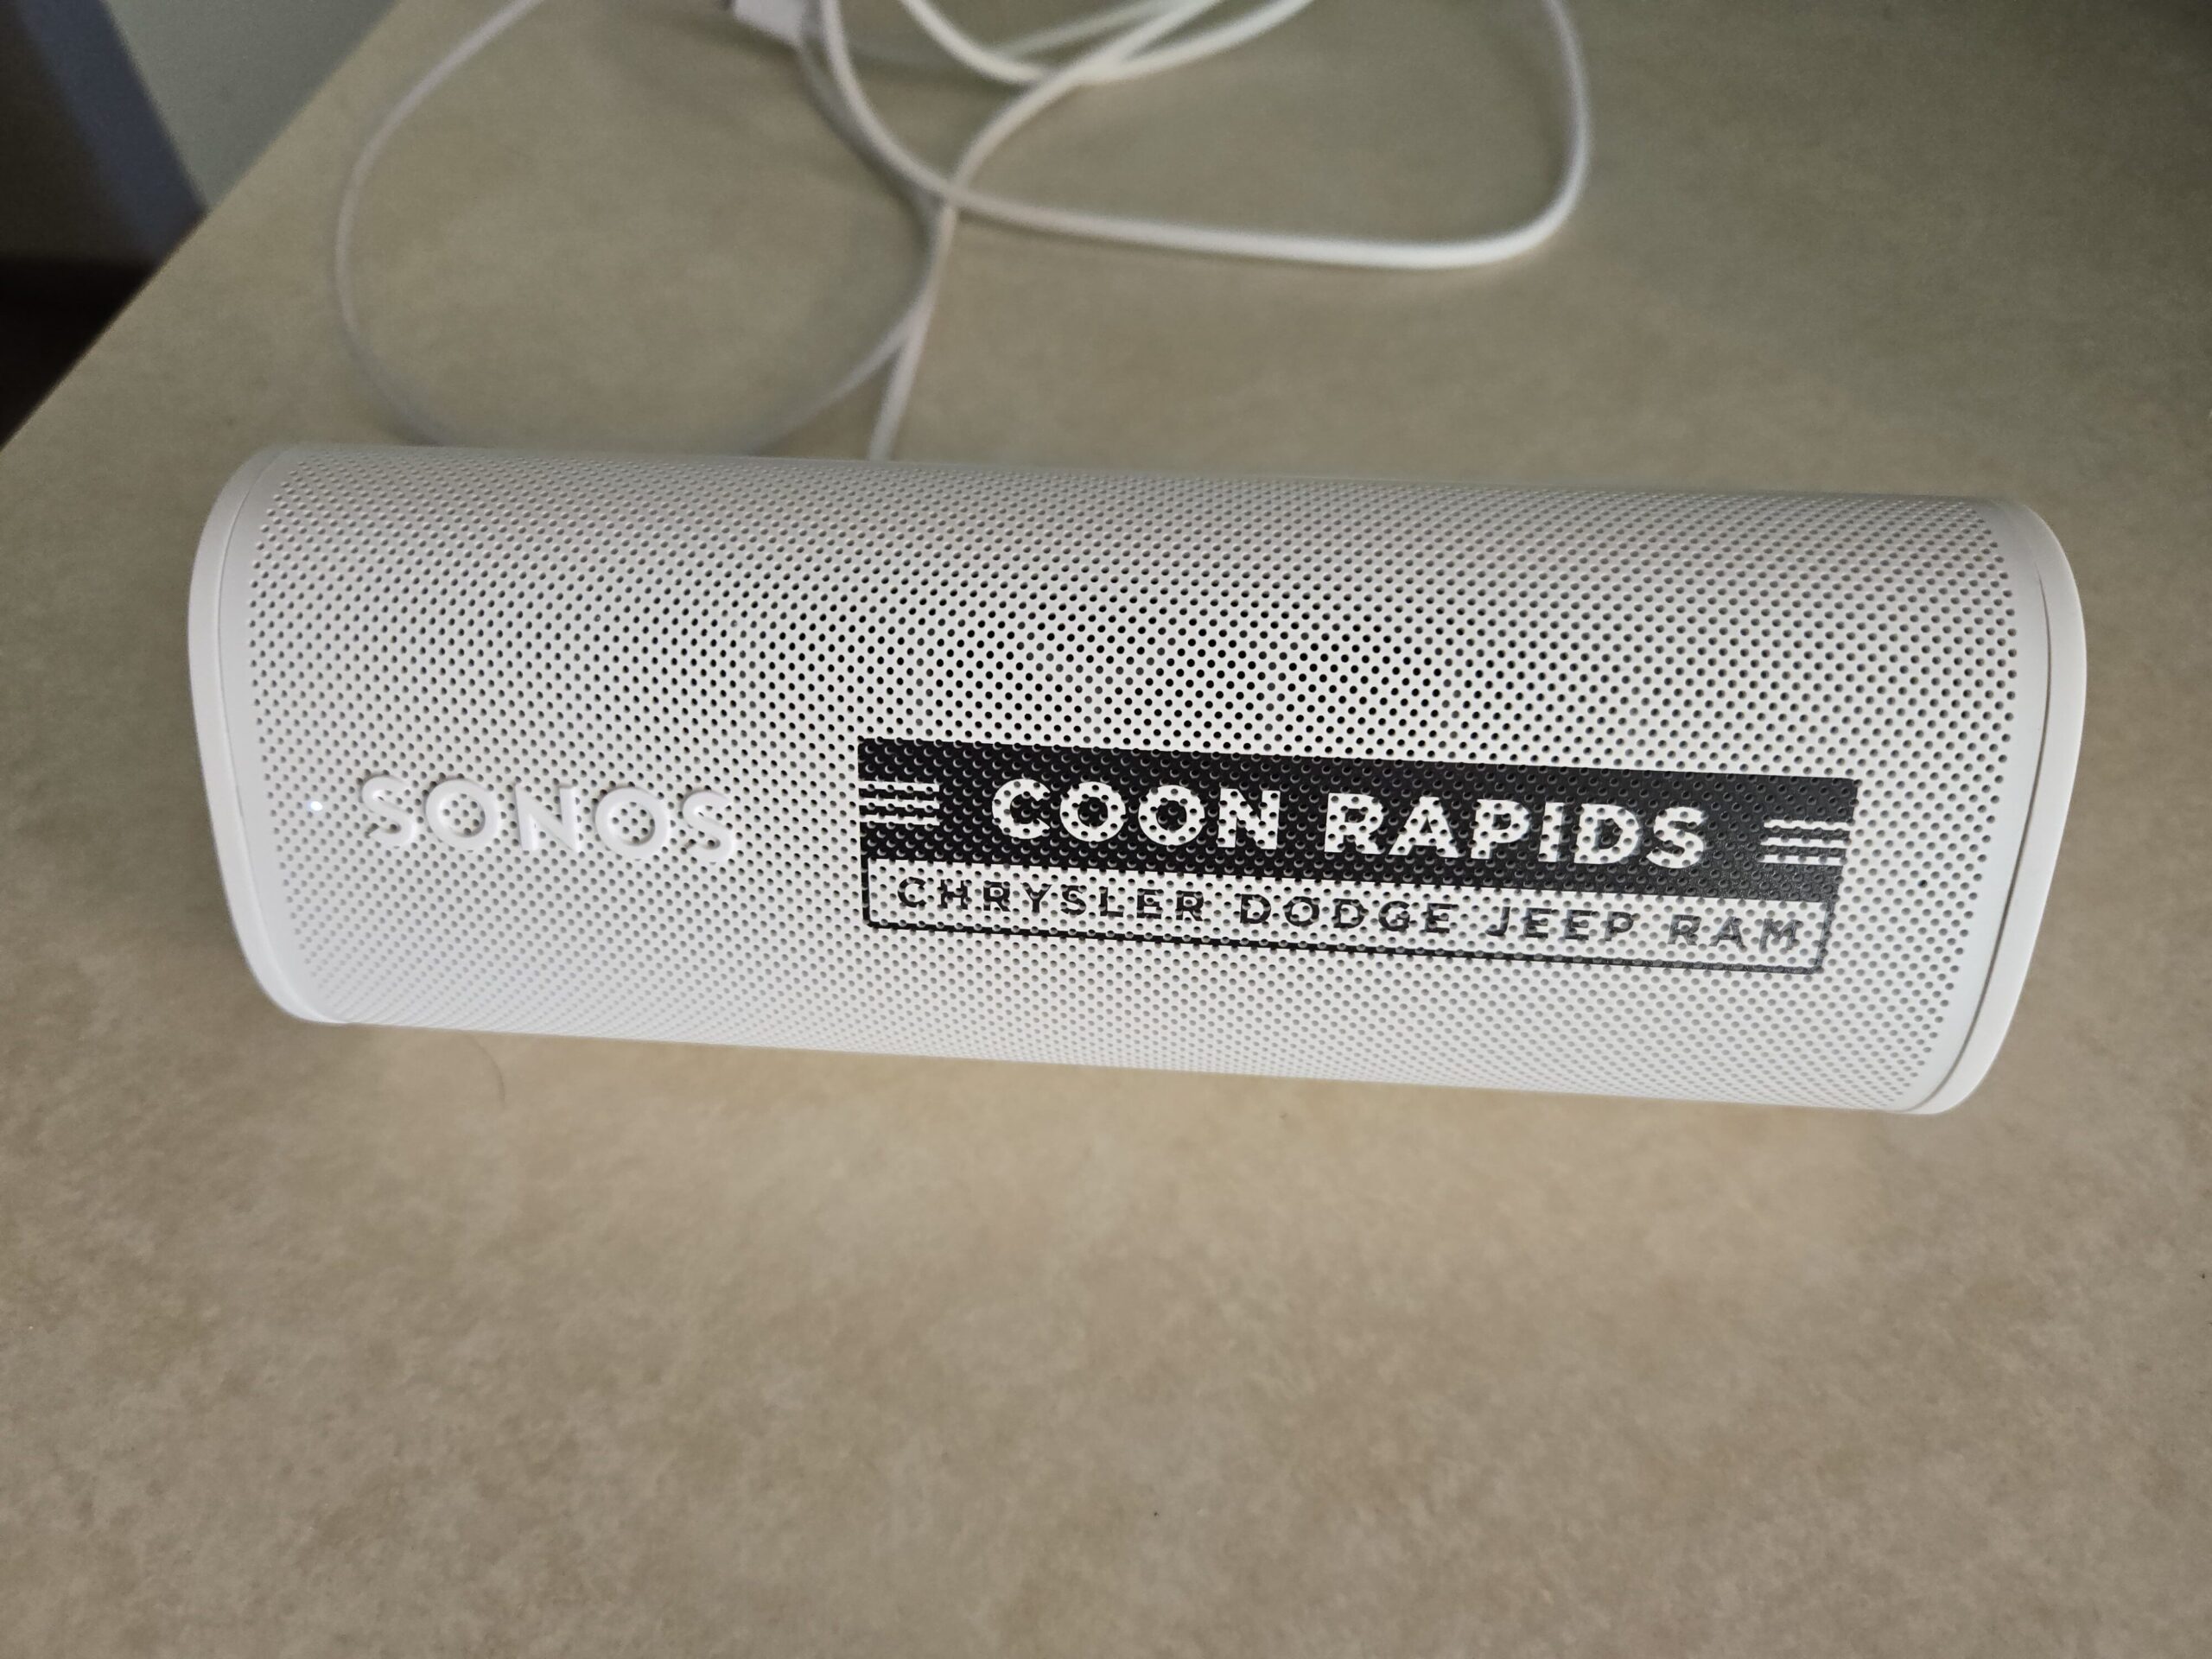 SONOS
COON RAPIDS
CHRYSLER DODGE JEEP RAM